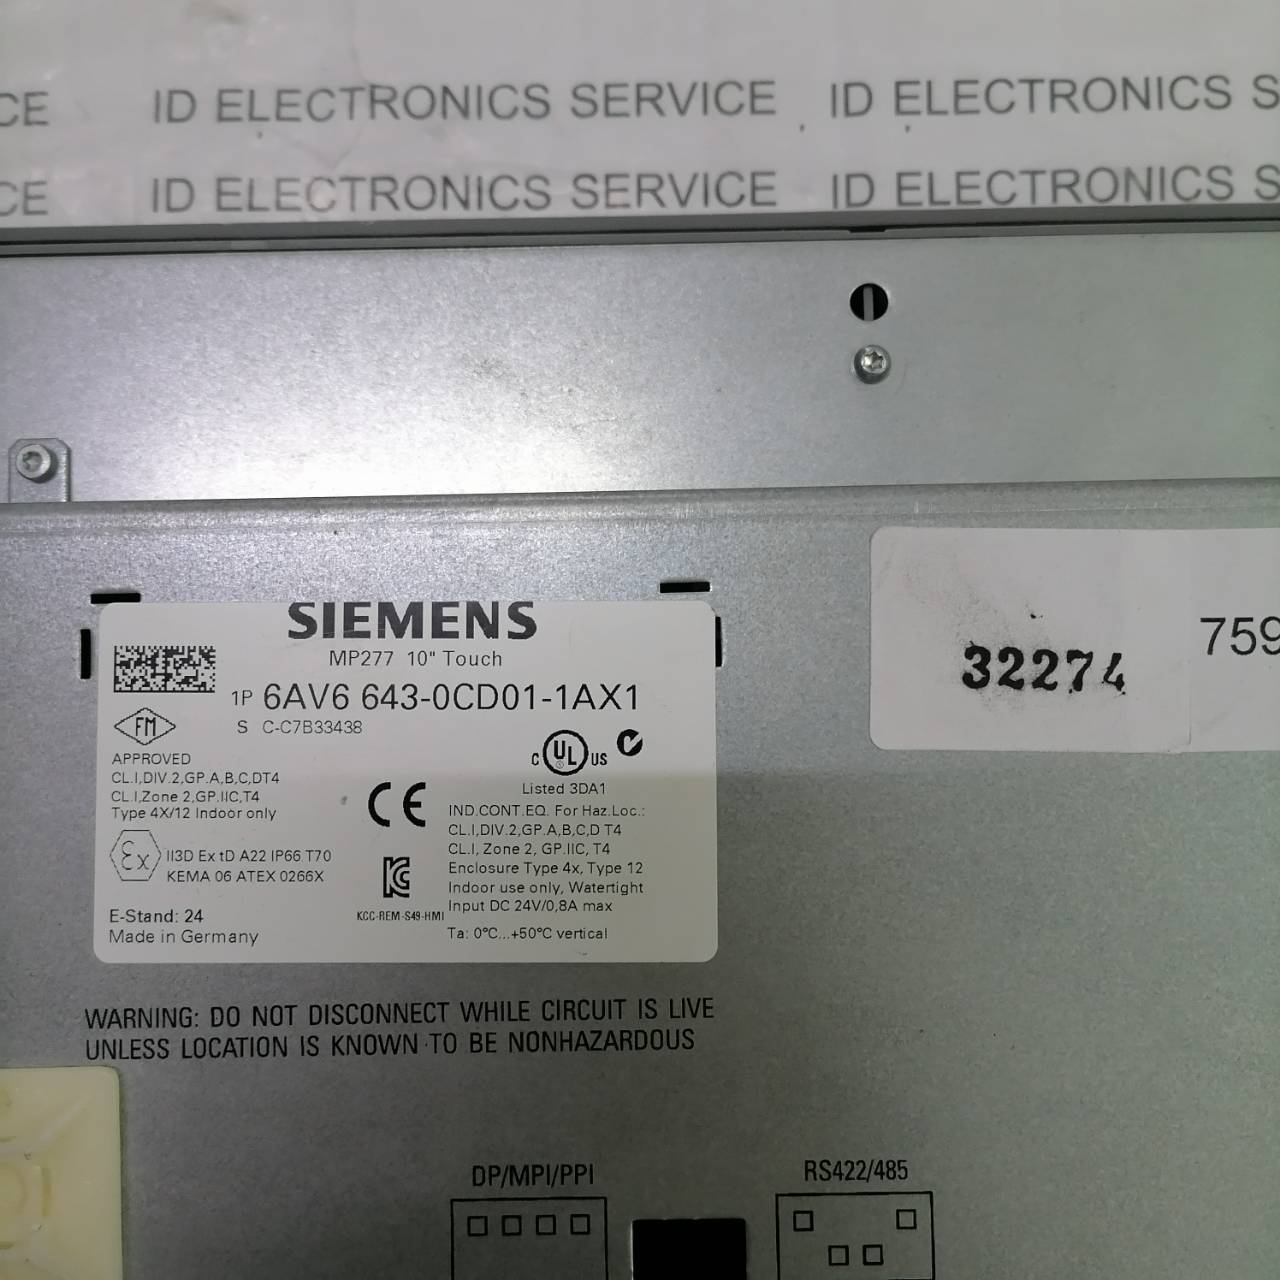 CE ID ELECTRONICS SERVICE ID ELECTRONICS S
CE ID ELECTRONICS SERVICE ID ELECTRONICS S
SIEMENS
MP277 10" Touch
1P 6AV6 643-0CD01-1AX1
S C-C7B33438
FM
APPROVED
CL.I,DIV.2,GP.A,B,C,DT4
CL.I,Zone 2,GP.IIC,T4
Type 4X/12 Indoor only
Ex II3D Ex tD A22 IP66 T70
KEMA 06 ATEX 0266X
E-Stand: 24
Made in Germany
CE
KCC-REM-S49-HMI
C UL US
Listed 3DA1
IND.CONT.EQ. For Haz.Loc.:
CL.I,DIV.2,GP.A,B,C,D T4
CL.I, Zone 2, GP.IIC, T4
Enclosure Type 4x, Type 12
Indoor use only, Watertight
Input DC 24V/0,8A max
Ta: 0°C...+50°C vertical
32274
759
WARNING: DO NOT DISCONNECT WHILE CIRCUIT IS LIVE
UNLESS LOCATION IS KNOWN TO BE NONHAZARDOUS
DP/MPI/PPI
RS422/485